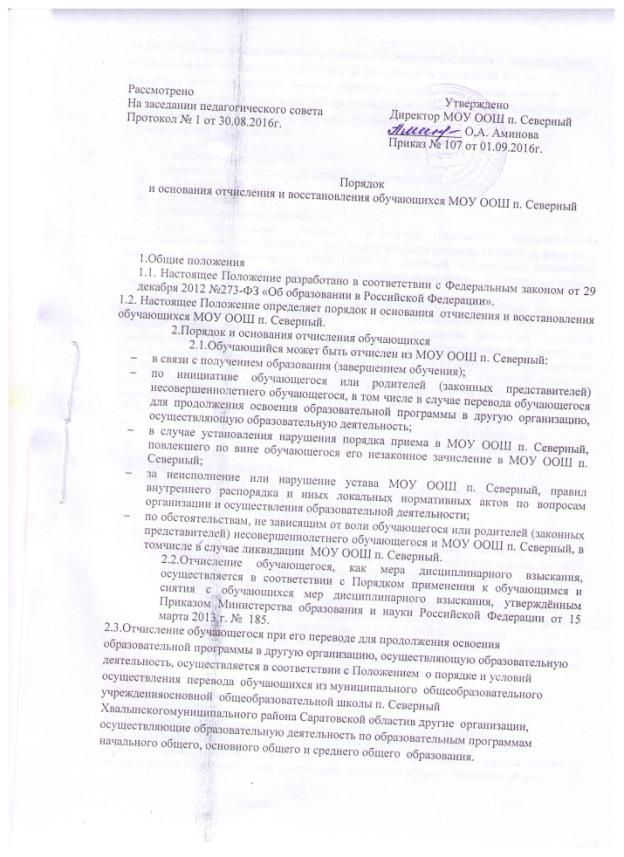 Рассмотрено
На заседании педагогического совета
Протокол № 1 от 30.08.2016г.
Утверждено
Директор МОУ ООШ п. Северный
О,А. Аминова
Приказ № 107 от 01.09.2016г.
Порядок
и основания отчисления и восстановления обучающихся МОУ ООШ п. Северный
1.Общие положения
1.1. Настоящее Положение разработано в соответствии с Федеральным законом от 29
декабря 2012 №273-ФЗ «Об образовании в Российской Федерации».
1.2. Настоящее Положение определяет порядок и основания отчисления и восстановления
обучающихся МОУ ООШ п. Северный.
2.Порядок и основания отчисления обучающихся
2.1.Обучающийся может быть отчислен из МОУ ООШ п. Северный:
– в связи с получением образования (завершением обучения);
– по инициативе обучающегося или родителей (законных представителей)
несовершеннолетнего обучающегося, в том числе в случае перевода обучающегося
для продолжения освоения образовательной программы в другую организацию,
осуществляющую образовательную деятельность;
– в случае установления нарушения порядка приема в МОУ ООШ п. Северный,
повлекшего по вине обучающегося его незаконное зачисление в МОУ ООШ п.
Северный;
– за неисполнение или нарушение устава МОУ ООШ п. Северный, правил
внутреннего распорядка и иных локальных нормативных актов по вопросам
организации и осуществления образовательной деятельности;
– по обстоятельствам, не зависящим от воли обучающегося или родителей (законных
представителей) несовершеннолетнего обучающегося и МОУ ООШ п. Северный, в
томчисле в случае ликвидации МОУ ООШ п. Северный.
2.2.Отчисление обучающегося, как мера дисциплинарного взыскания,
осуществляется в соответствии с Порядком применения к обучающимся и
снятия с обучающихся мер дисциплинарного взыскания, утверждённым
Приказом Министерства образования и науки Российской Федерации от 15
марта 2013 г. № 185.
2.3.Отчисление обучающегося при его переводе для продолжения освоения
образовательной программы в другую организацию, осуществляющую образовательную
деятельность, осуществляется в соответствии с Положением о порядке и условий
осуществления перевода обучающихся из муниципального общеобразовательного
учрежденияосновной общеобразовательной школы п. Северный
Хвалынскогомуниципального района Саратовской областив другие организации,
осуществляющие образовательную деятельность по образовательным программам
начального общего, основного общего и среднего общего образования.